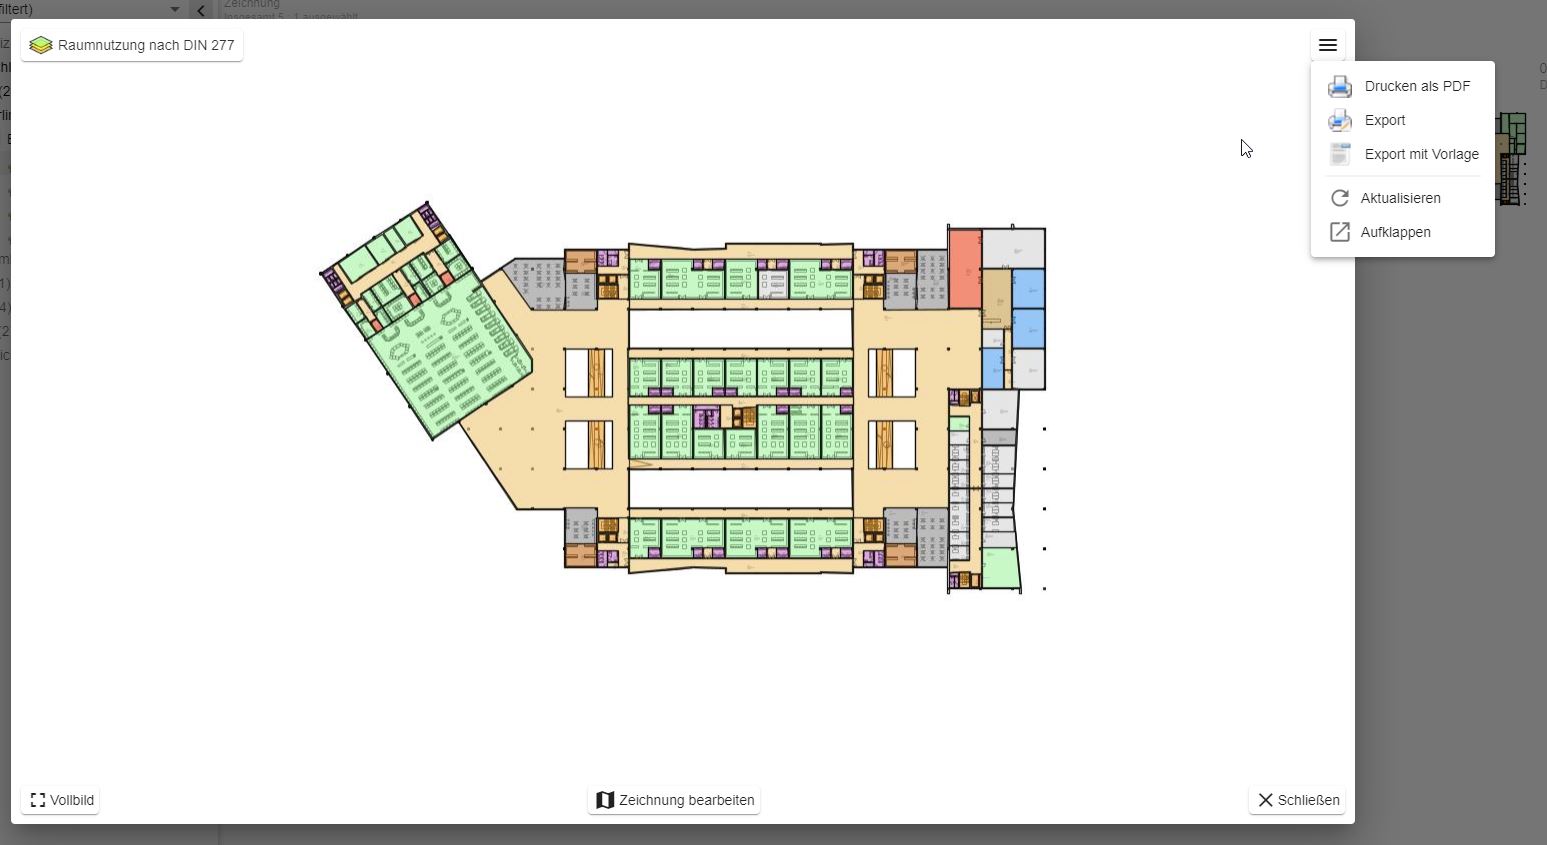 filtert)
Zeichnung
Insgesamt 5 : 1 ausgewählt
Raumnutzung nach DIN 277
Drucken als PDF
Export
Export mit Vorlage
Aktualisieren
Aufklappen
Vollbild
Zeichnung bearbeiten
Schließen